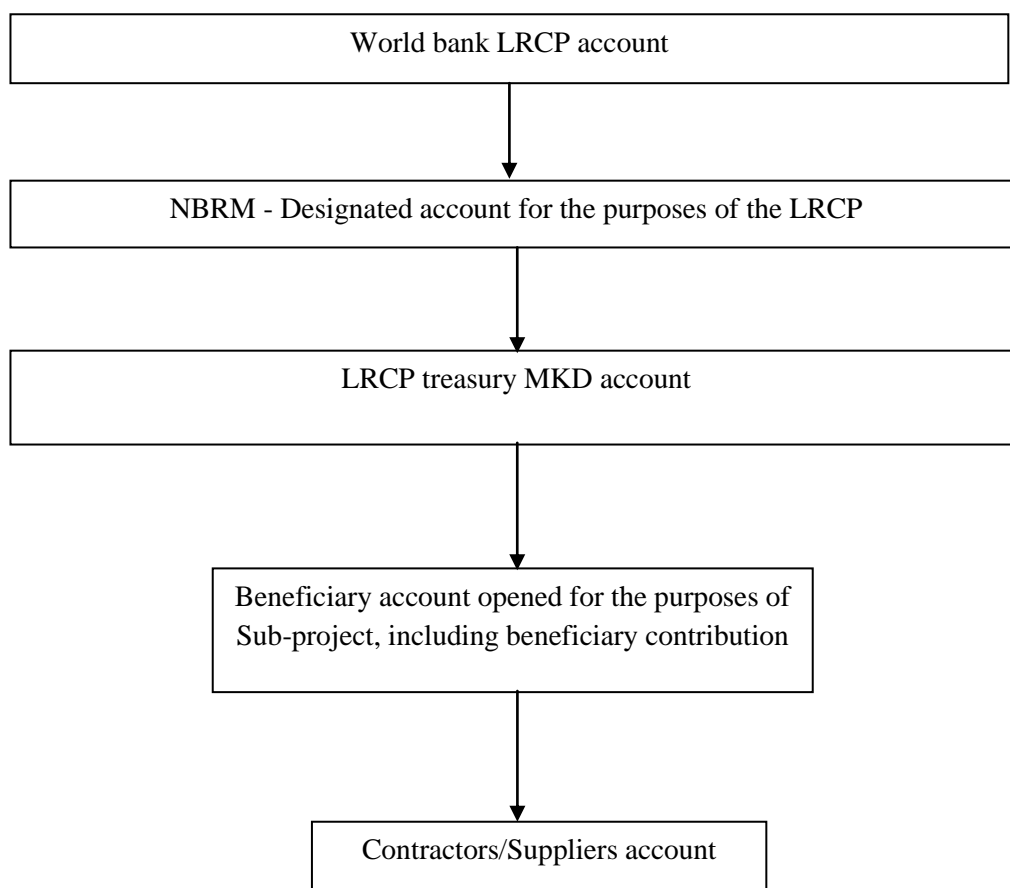 World bank LRCP account
NBRM - Designated account for the purposes of the LRCP
LRCP treasury MKD account
Beneficiary account opened for the purposes of
Sub-project, including beneficiary contribution
Contractors/Suppliers account